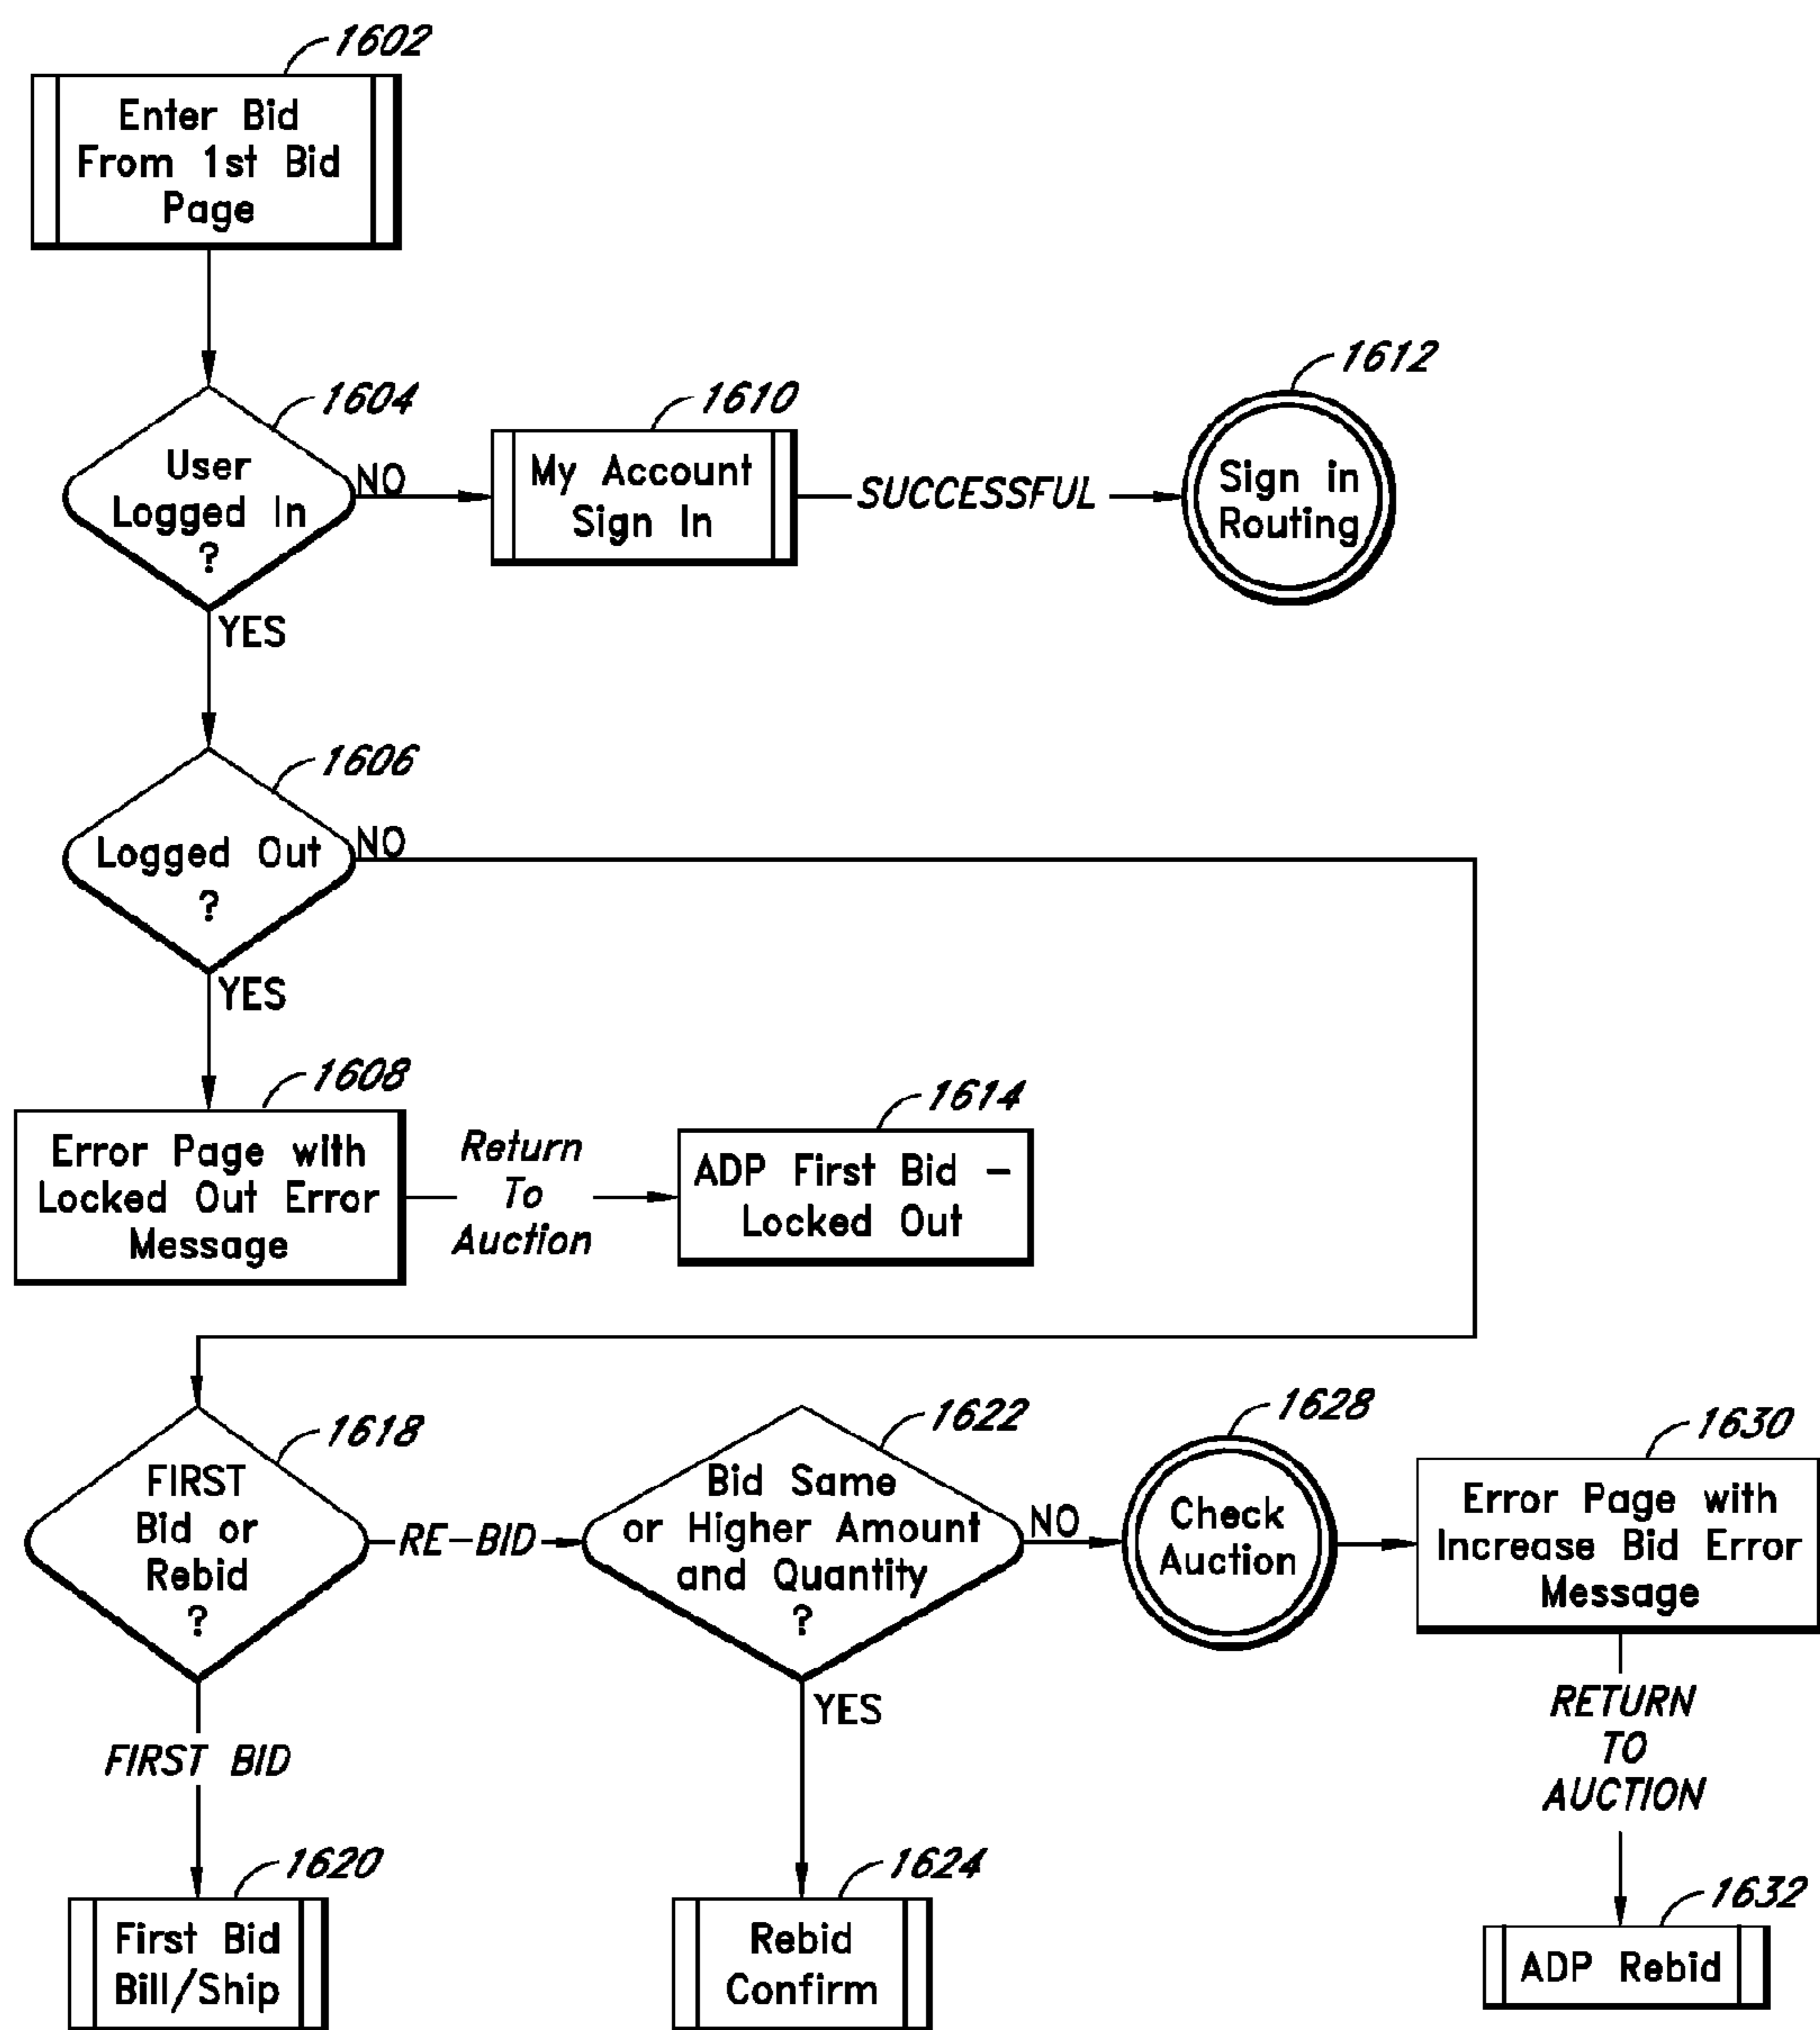 1602
Enter Bid
From 1st Bid
Page
1604
User
Logged In
?
NO
YES
1610
My Account
Sign In
SUCCESSFUL
1612
Sign in
Routing
1606
Logged Out
?
NO
YES
1608
Error Page with
Locked Out Error
Message
Return
To
Auction
1614
ADP First Bid –
Locked Out
1618
FIRST
Bid or
Rebid
?
RE-BID
FIRST BID
1622
Bid Same
or Higher Amount
and Quantity
?
NO
YES
1628
Check
Auction
1630
Error Page with
Increase Bid Error
Message
RETURN
TO
AUCTION
1620
First Bid
Bill/Ship
1624
Rebid
Confirm
1632
ADP Rebid